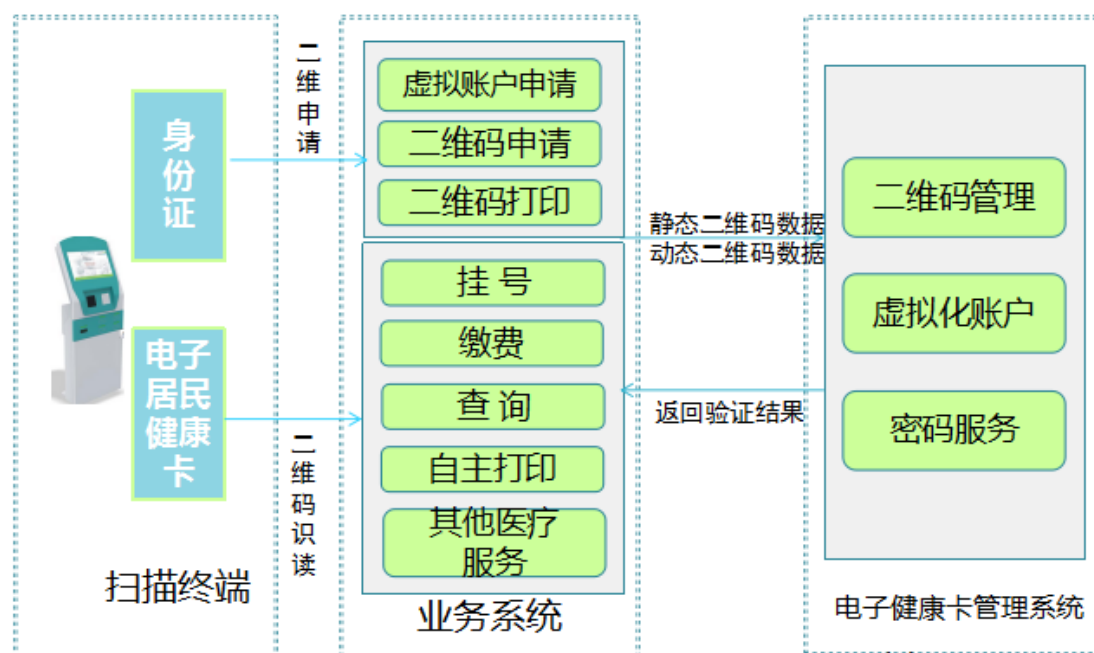 身
份
证
电子
居民
健康
卡
扫描终端
二
维
申
请
二
维
码
识
读
虚拟账户申请
二维码申请
二维码打印
挂 号
缴费
查 询
自主打印
其他医疗
服务
业务系统
静态二维码数据
动态二维码数据
返回验证结果
二维码管理
虚拟化账户
密码服务
电子健康卡管理系统